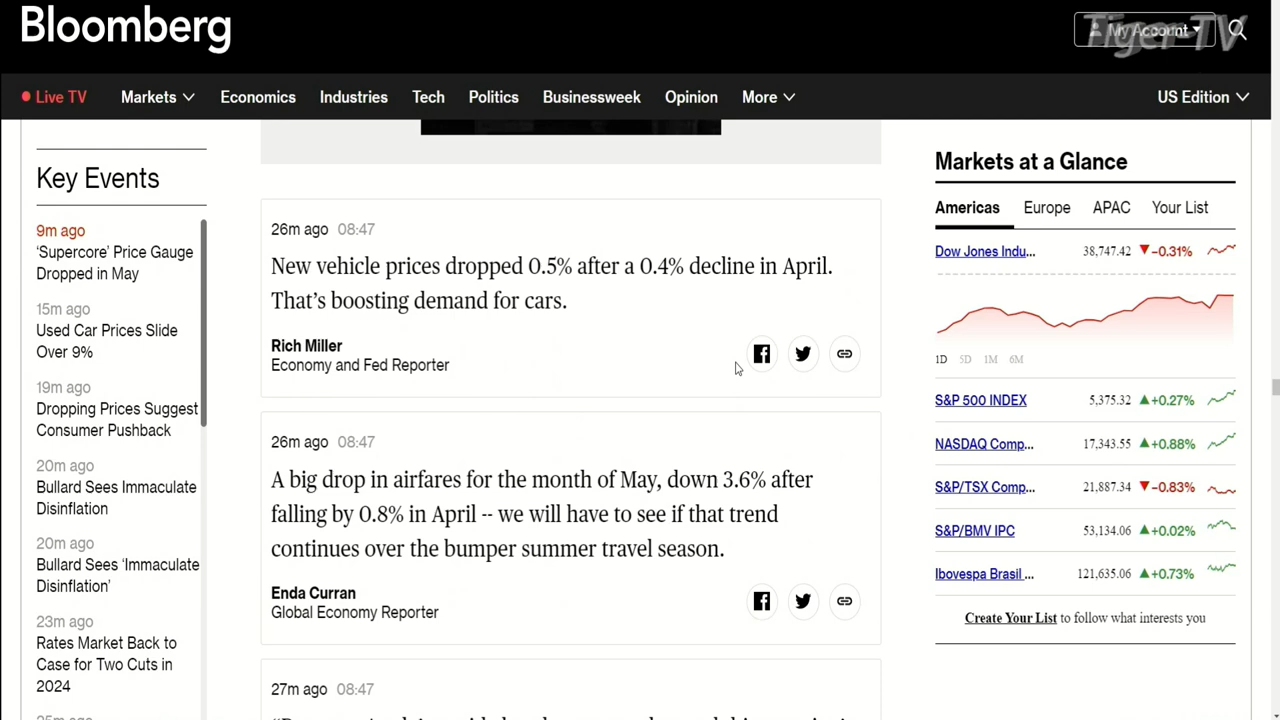 Bloomberg
My Account
Tiger-TV
Live TV
Markets
Economics
Industries
Tech
Politics
Businessweek
Opinion
More
US Edition
Key Events
9m ago
‘Supercore’ Price Gauge
Dropped in May
15m ago
Used Car Prices Slide
Over 9%
19m ago
Dropping Prices Suggest
Consumer Pushback
20m ago
Bullard Sees Immaculate
Disinflation
20m ago
Bullard Sees ‘Immaculate
Disinflation’
23m ago
Rates Market Back to
Case for Two Cuts in
2024
26m ago 08:47
New vehicle prices dropped 0.5% after a 0.4% decline in April.
That’s boosting demand for cars.
Rich Miller
Economy and Fed Reporter
26m ago 08:47
A big drop in airfares for the month of May, down 3.6% after
falling by 0.8% in April -- we will have to see if that trend
continues over the bumper summer travel season.
Enda Curran
Global Economy Reporter
27m ago 08:47
Markets at a Glance
Americas Europe APAC Your List
Dow Jones Indu... 38,747.42 ▼−0.31%
1D 5D 1M 6M
S&P 500 INDEX 5,375.32 ▲+0.27%
NASDAQ Comp... 17,343.55 ▲+0.88%
S&P/TSX Comp... 21,887.34 ▼−0.83%
S&P/BMV IPC 53,134.06 ▲+0.02%
Ibovespa Brasil ... 121,635.06 ▲+0.73%
Create Your List to follow what interests you